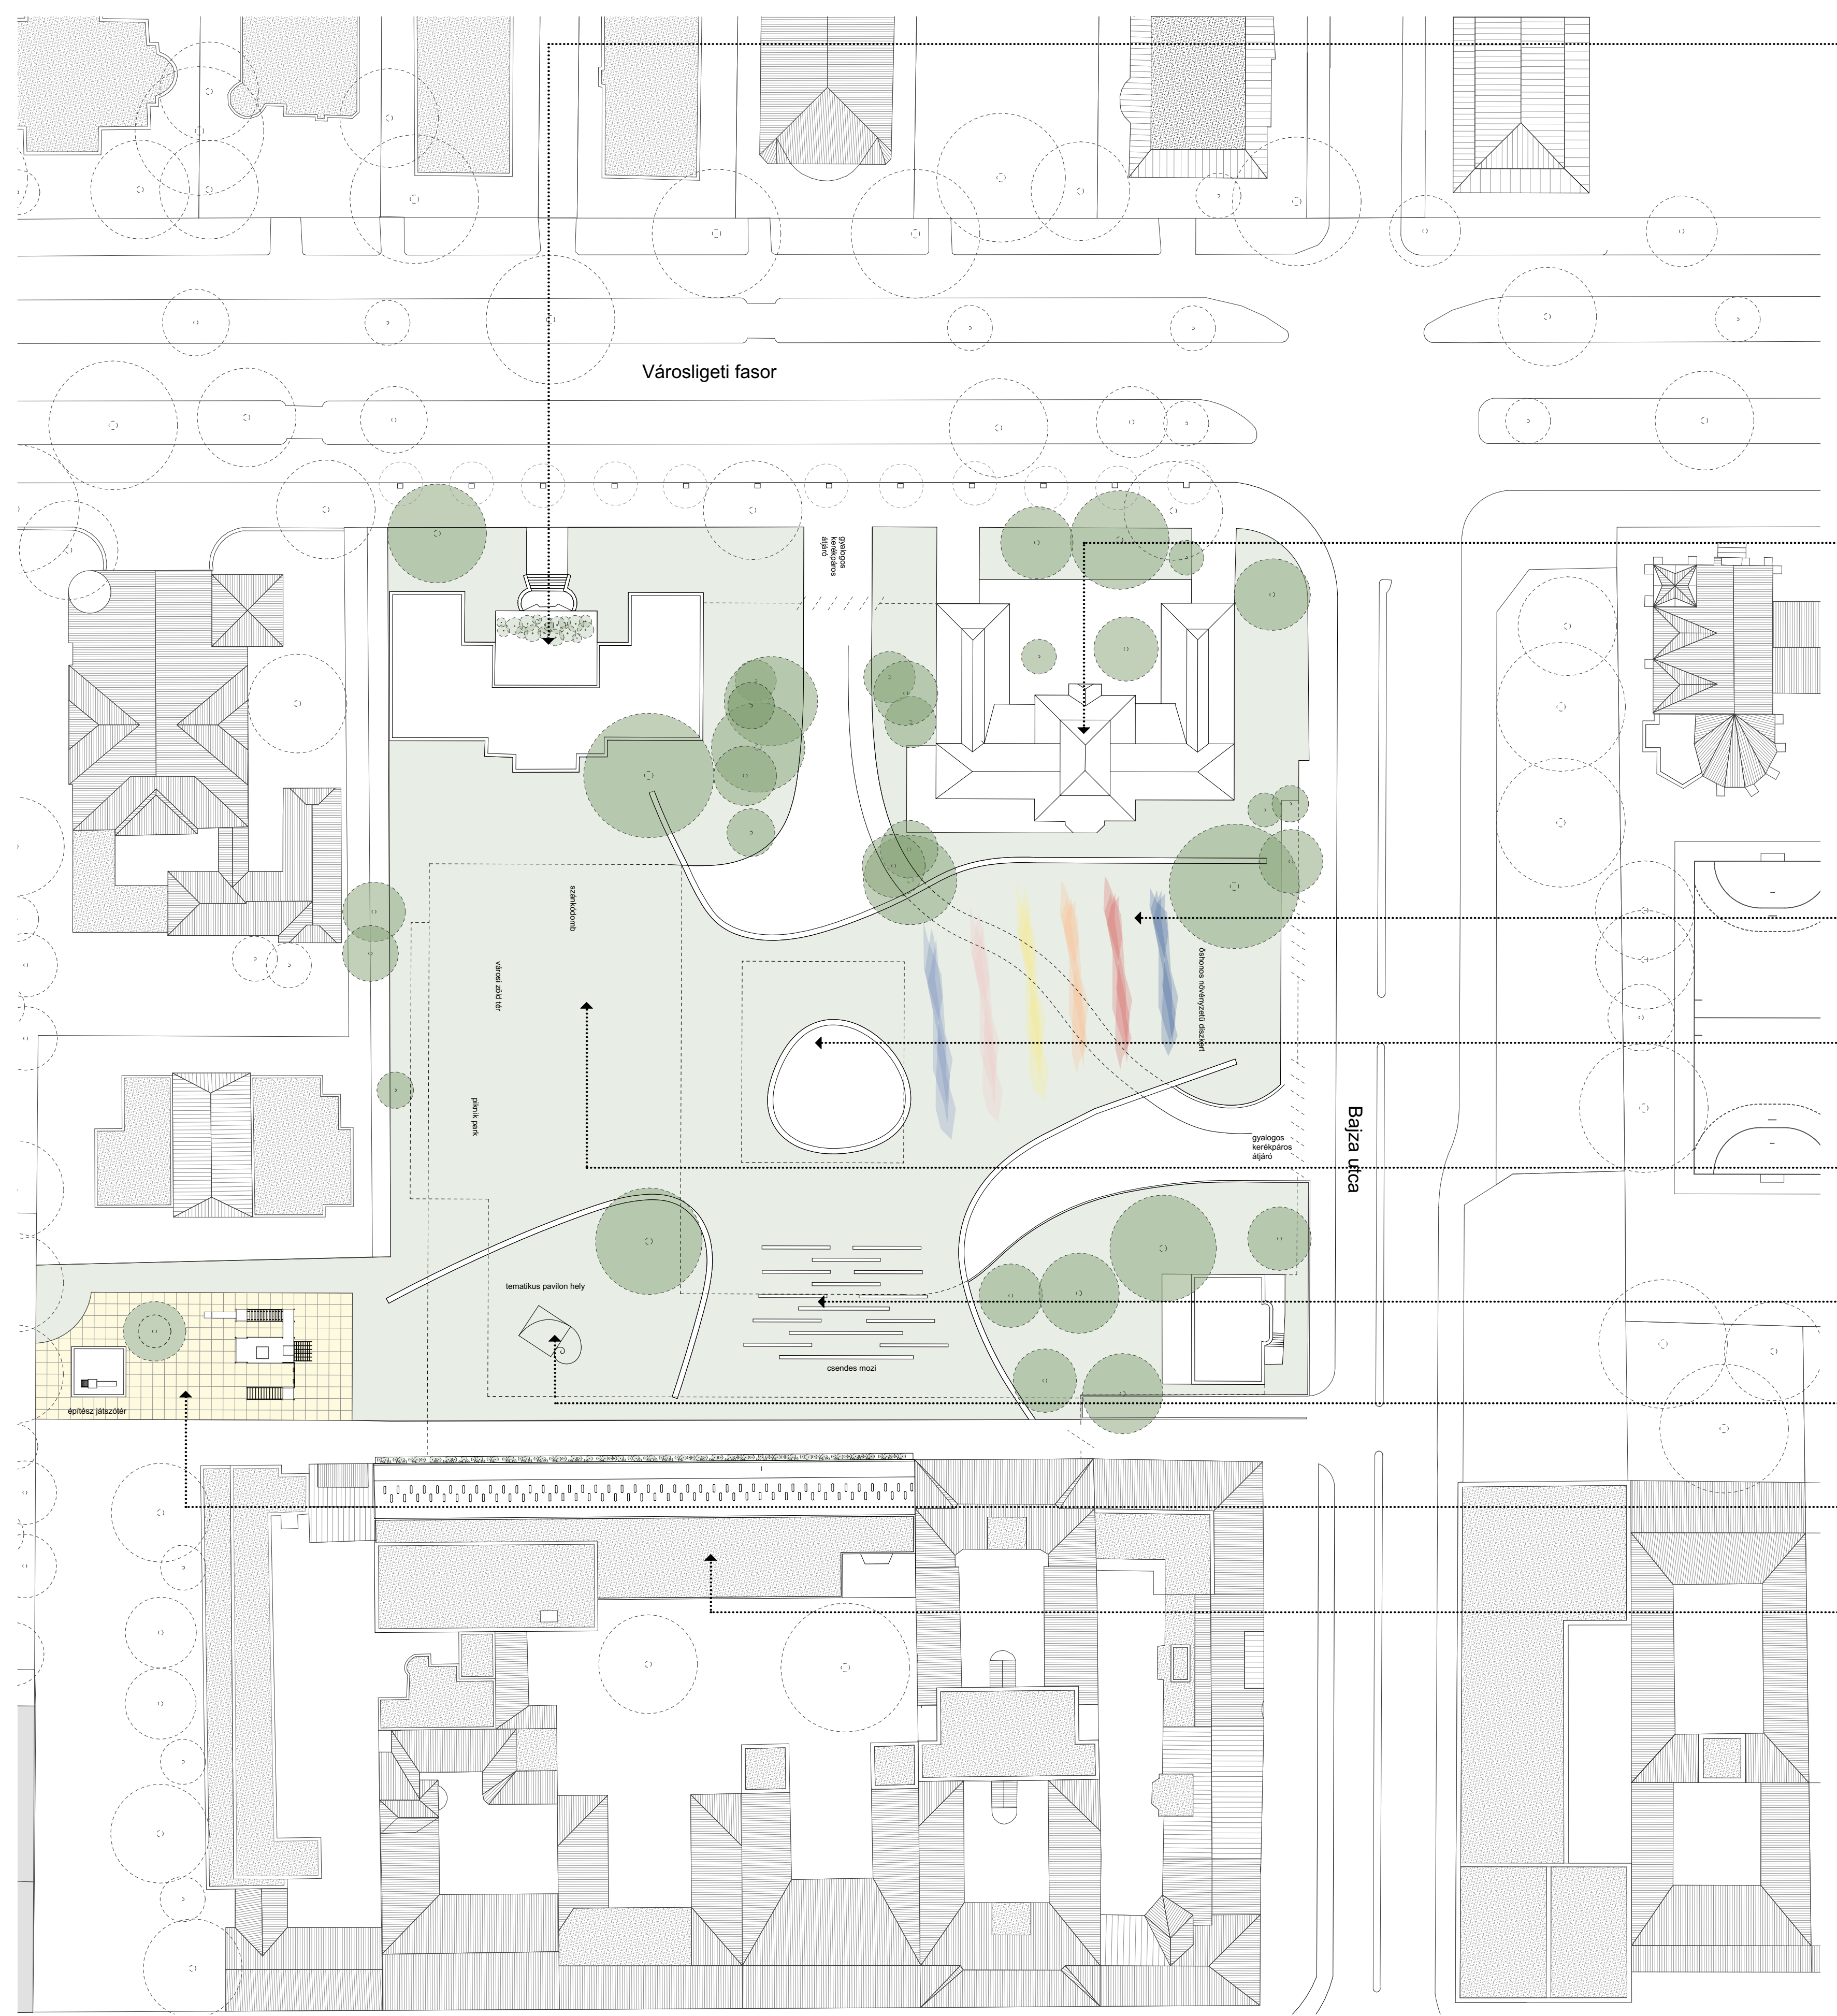 Városligeti fasor
gyalogos
kerékpáros
átjáró
szánkódomb
városi zöld tér
őshonos növényzetű díszkert
piknik park
gyalogos
kerékpáros
átjáró
Bajza utca
tematikus pavilon hely
csendes mozi
építész játszótér